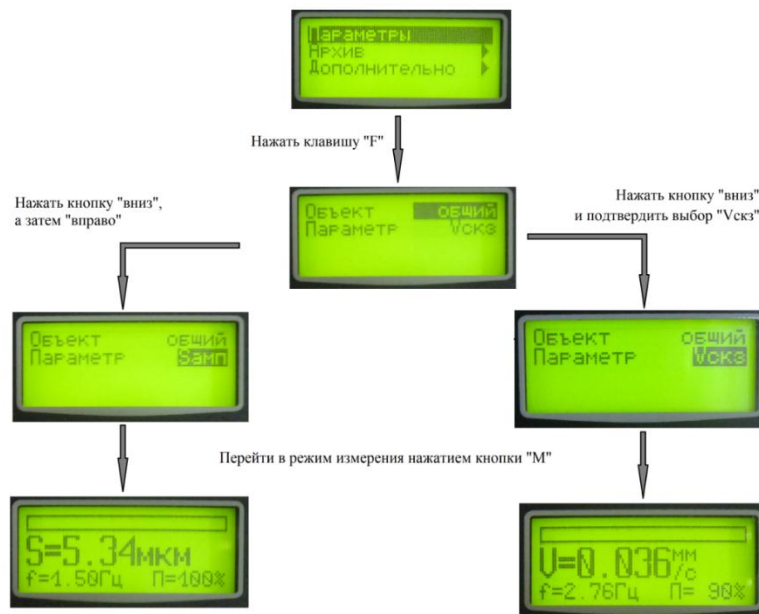 Параметры
Архив
Дополнительно
Нажать клавишу "F"
Объект общий
Параметр Vскз
Нажать кнопку "вниз",
а затем "вправо"
Нажать кнопку "вниз"
и подтвердить выбор "Vскз"
Объект общий
Параметр Sамп
Объект общий
Параметр Vскз
Перейти в режим измерения нажатием кнопки "М"
S=5.34мкм
f=1.50Гц П=100%
V=0.036мм/с
f=2.76Гц П= 90%